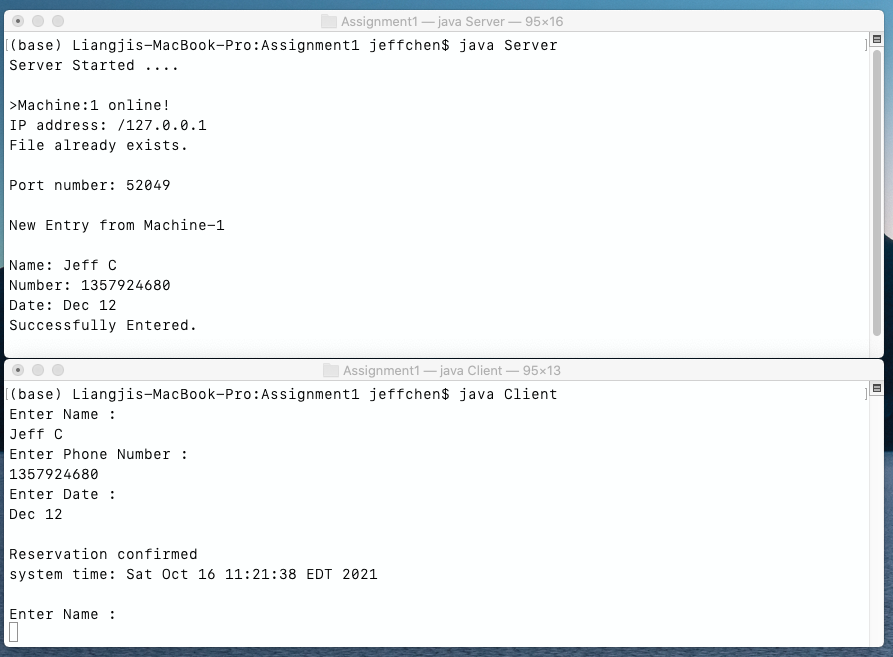 Assignment1 — java Server — 95×16
[(base) Liangjis-MacBook-Pro:Assignment1 jeffchen$ java Server ]
Server Started ....
>Machine:1 online!
IP address: /127.0.0.1
File already exists.
Port number: 52049
New Entry from Machine-1
Name: Jeff C
Number: 1357924680
Date: Dec 12
Successfully Entered.
Assignment1 — java Client — 95×13
[(base) Liangjis-MacBook-Pro:Assignment1 jeffchen$ java Client ]
Enter Name :
Jeff C
Enter Phone Number :
1357924680
Enter Date :
Dec 12
Reservation confirmed
system time: Sat Oct 16 11:21:38 EDT 2021
Enter Name :